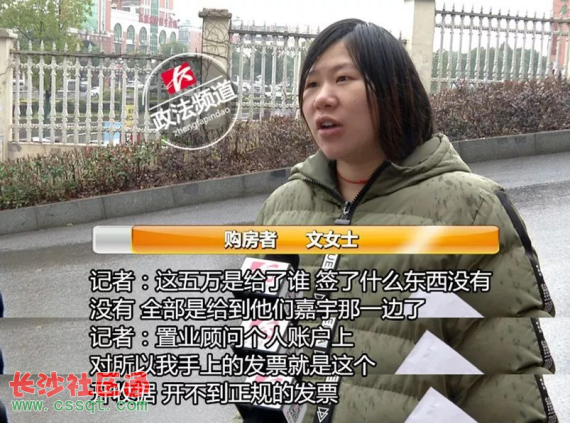 政法频道
zhengfapindao
购房者 文女士
记者：这五万是给了谁 签了什么东西没有
没有 全部是给到他们嘉宇那一边了
记者：置业顾问个人账户上
对所以我手上的发票就是这个
收据 开不到正规的发票
长沙社区通
www.cssqt.com